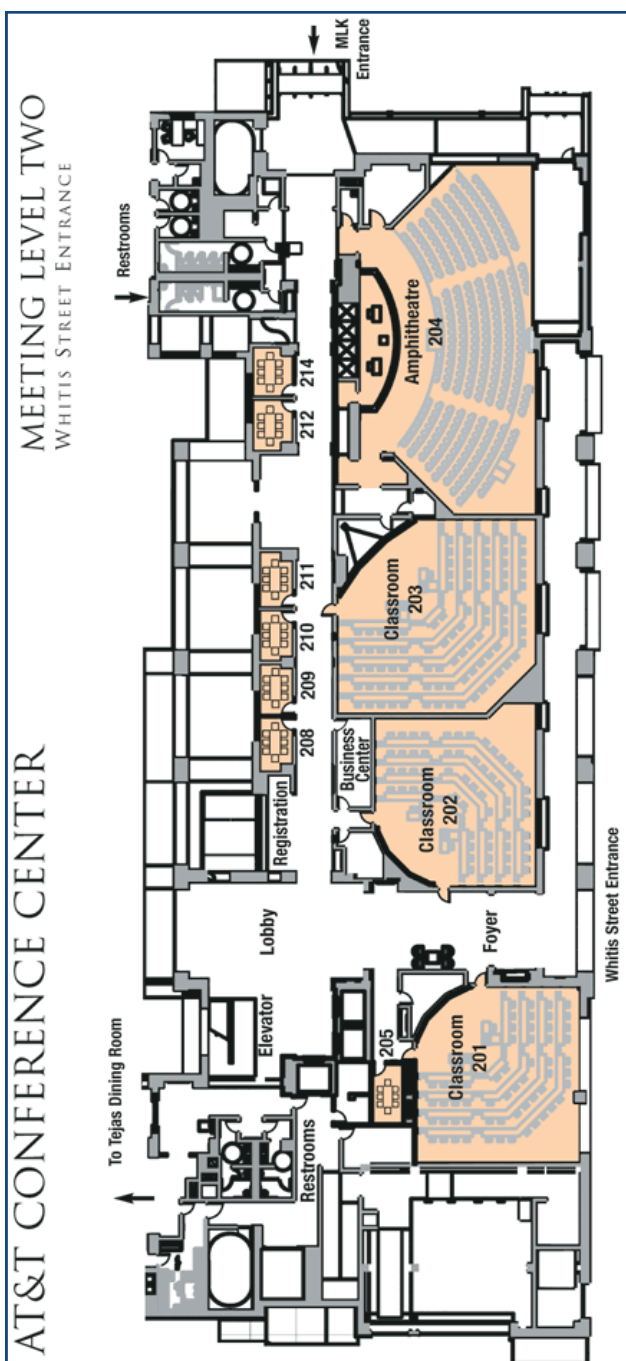 AT&T CONFERENCE CENTER
MEETING LEVEL TWO
WHITIS STREET ENTRANCE
To Tejas Dining Room
Restrooms
MLK
Entrance
Elevator
Lobby
Registration
208
209
210
211
212
214
Restrooms
205
Business
Center
Classroom
201
Foyer
Classroom
202
Classroom
203
Amphitheatre
204
Whitis Street Entrance